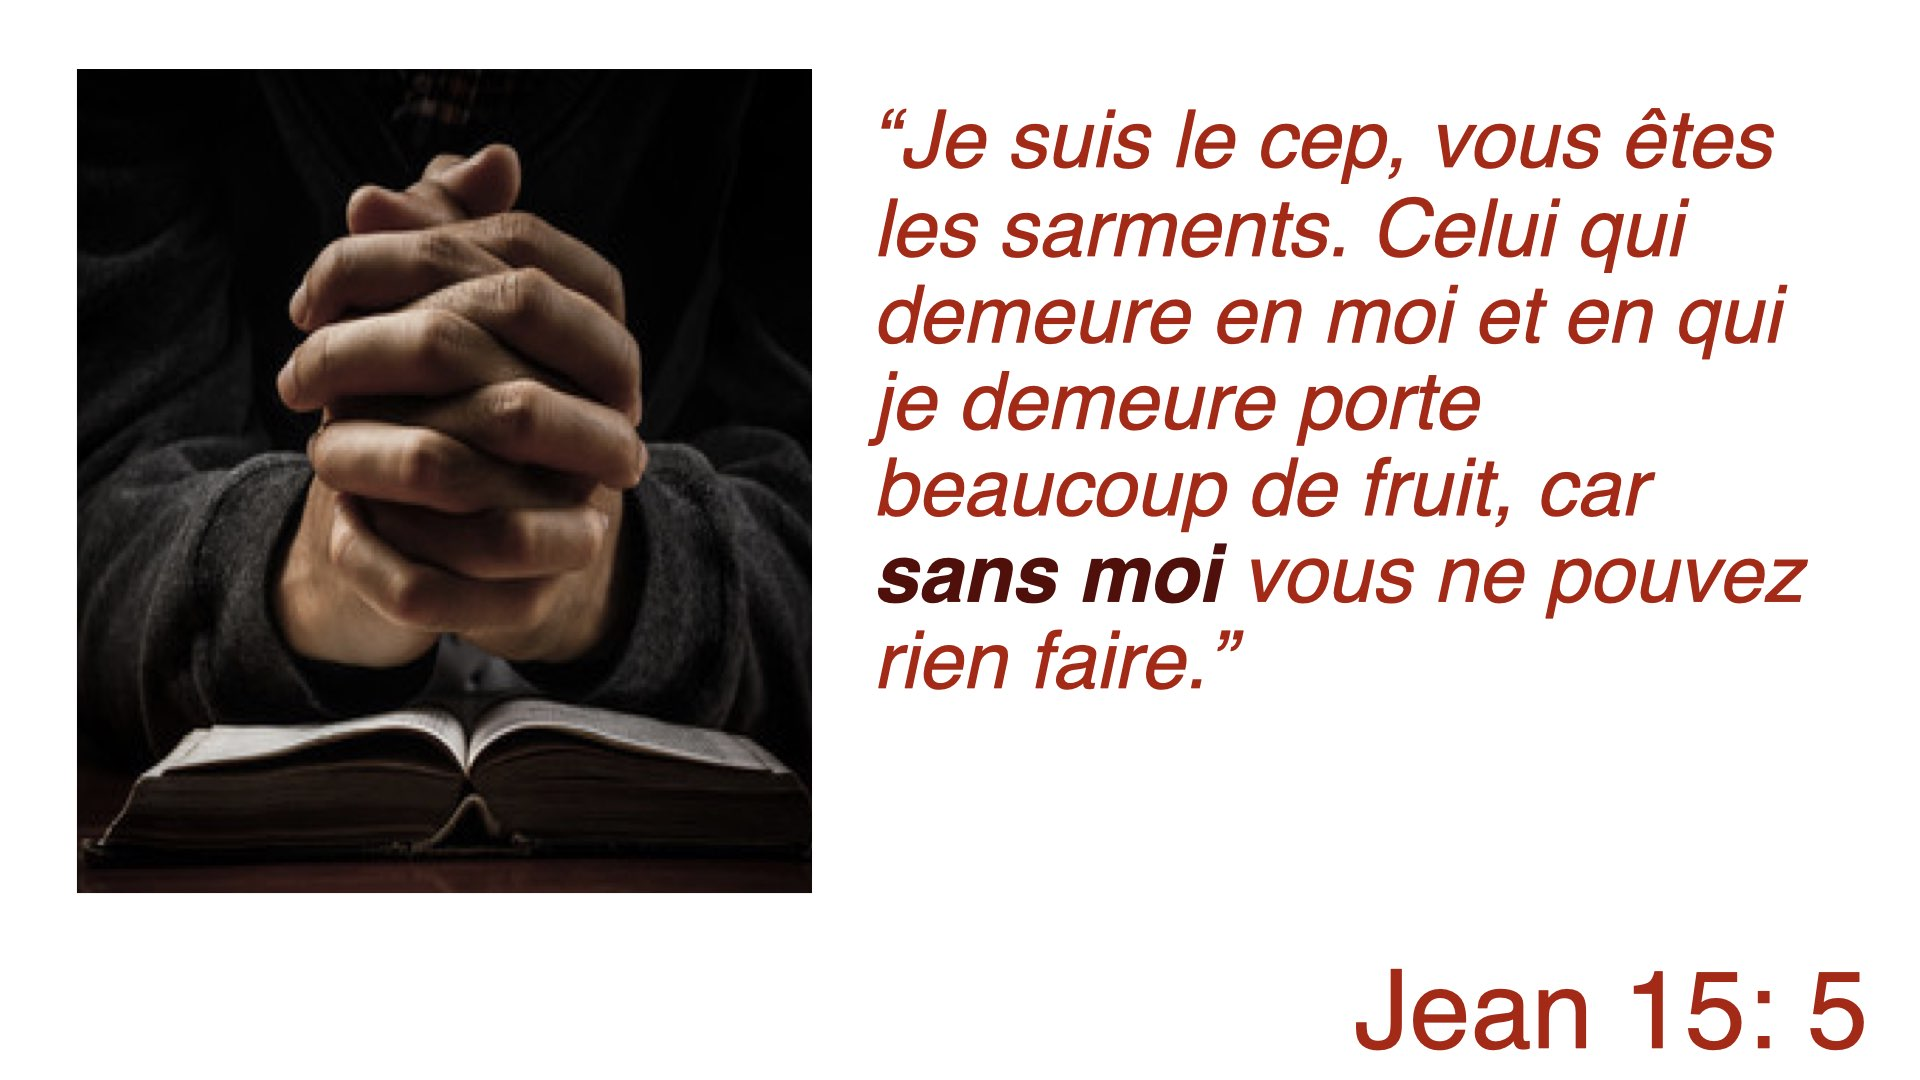 “Je suis le cep, vous êtes
les sarments. Celui qui
demeure en moi et en qui
je demeure porte
beaucoup de fruit, car
sans moi vous ne pouvez
rien faire.”
Jean 15: 5